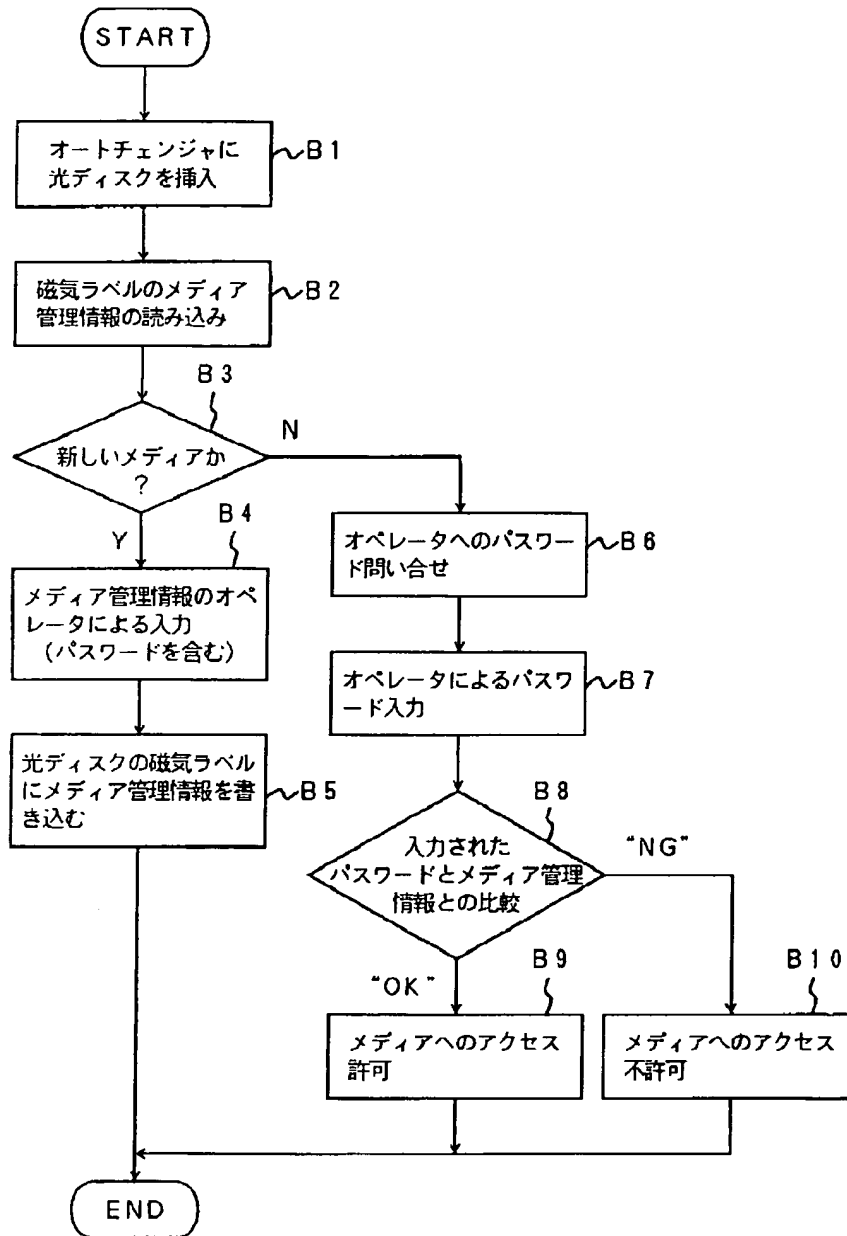 START
オートチェンジャに
光ディスクを挿入
B1
磁気ラベルのメディア
管理情報の読み込み
B2
B3
新しいメディアか
?
N
Y
B4
メディア管理情報のオペ
レータによる入力
(パスワードを含む)
光ディスクの磁気ラベル
にメディア管理情報を書
き込む
B5
オペレータへのパスワー
ド問い合せ
B6
オペレータによるパスワ
ード入力
B7
B8
入力された
パスワードとメディア管理
情報との比較
"NG"
"OK"
B9
メディアへのアクセス
許可
B10
メディアへのアクセス
不許可
END